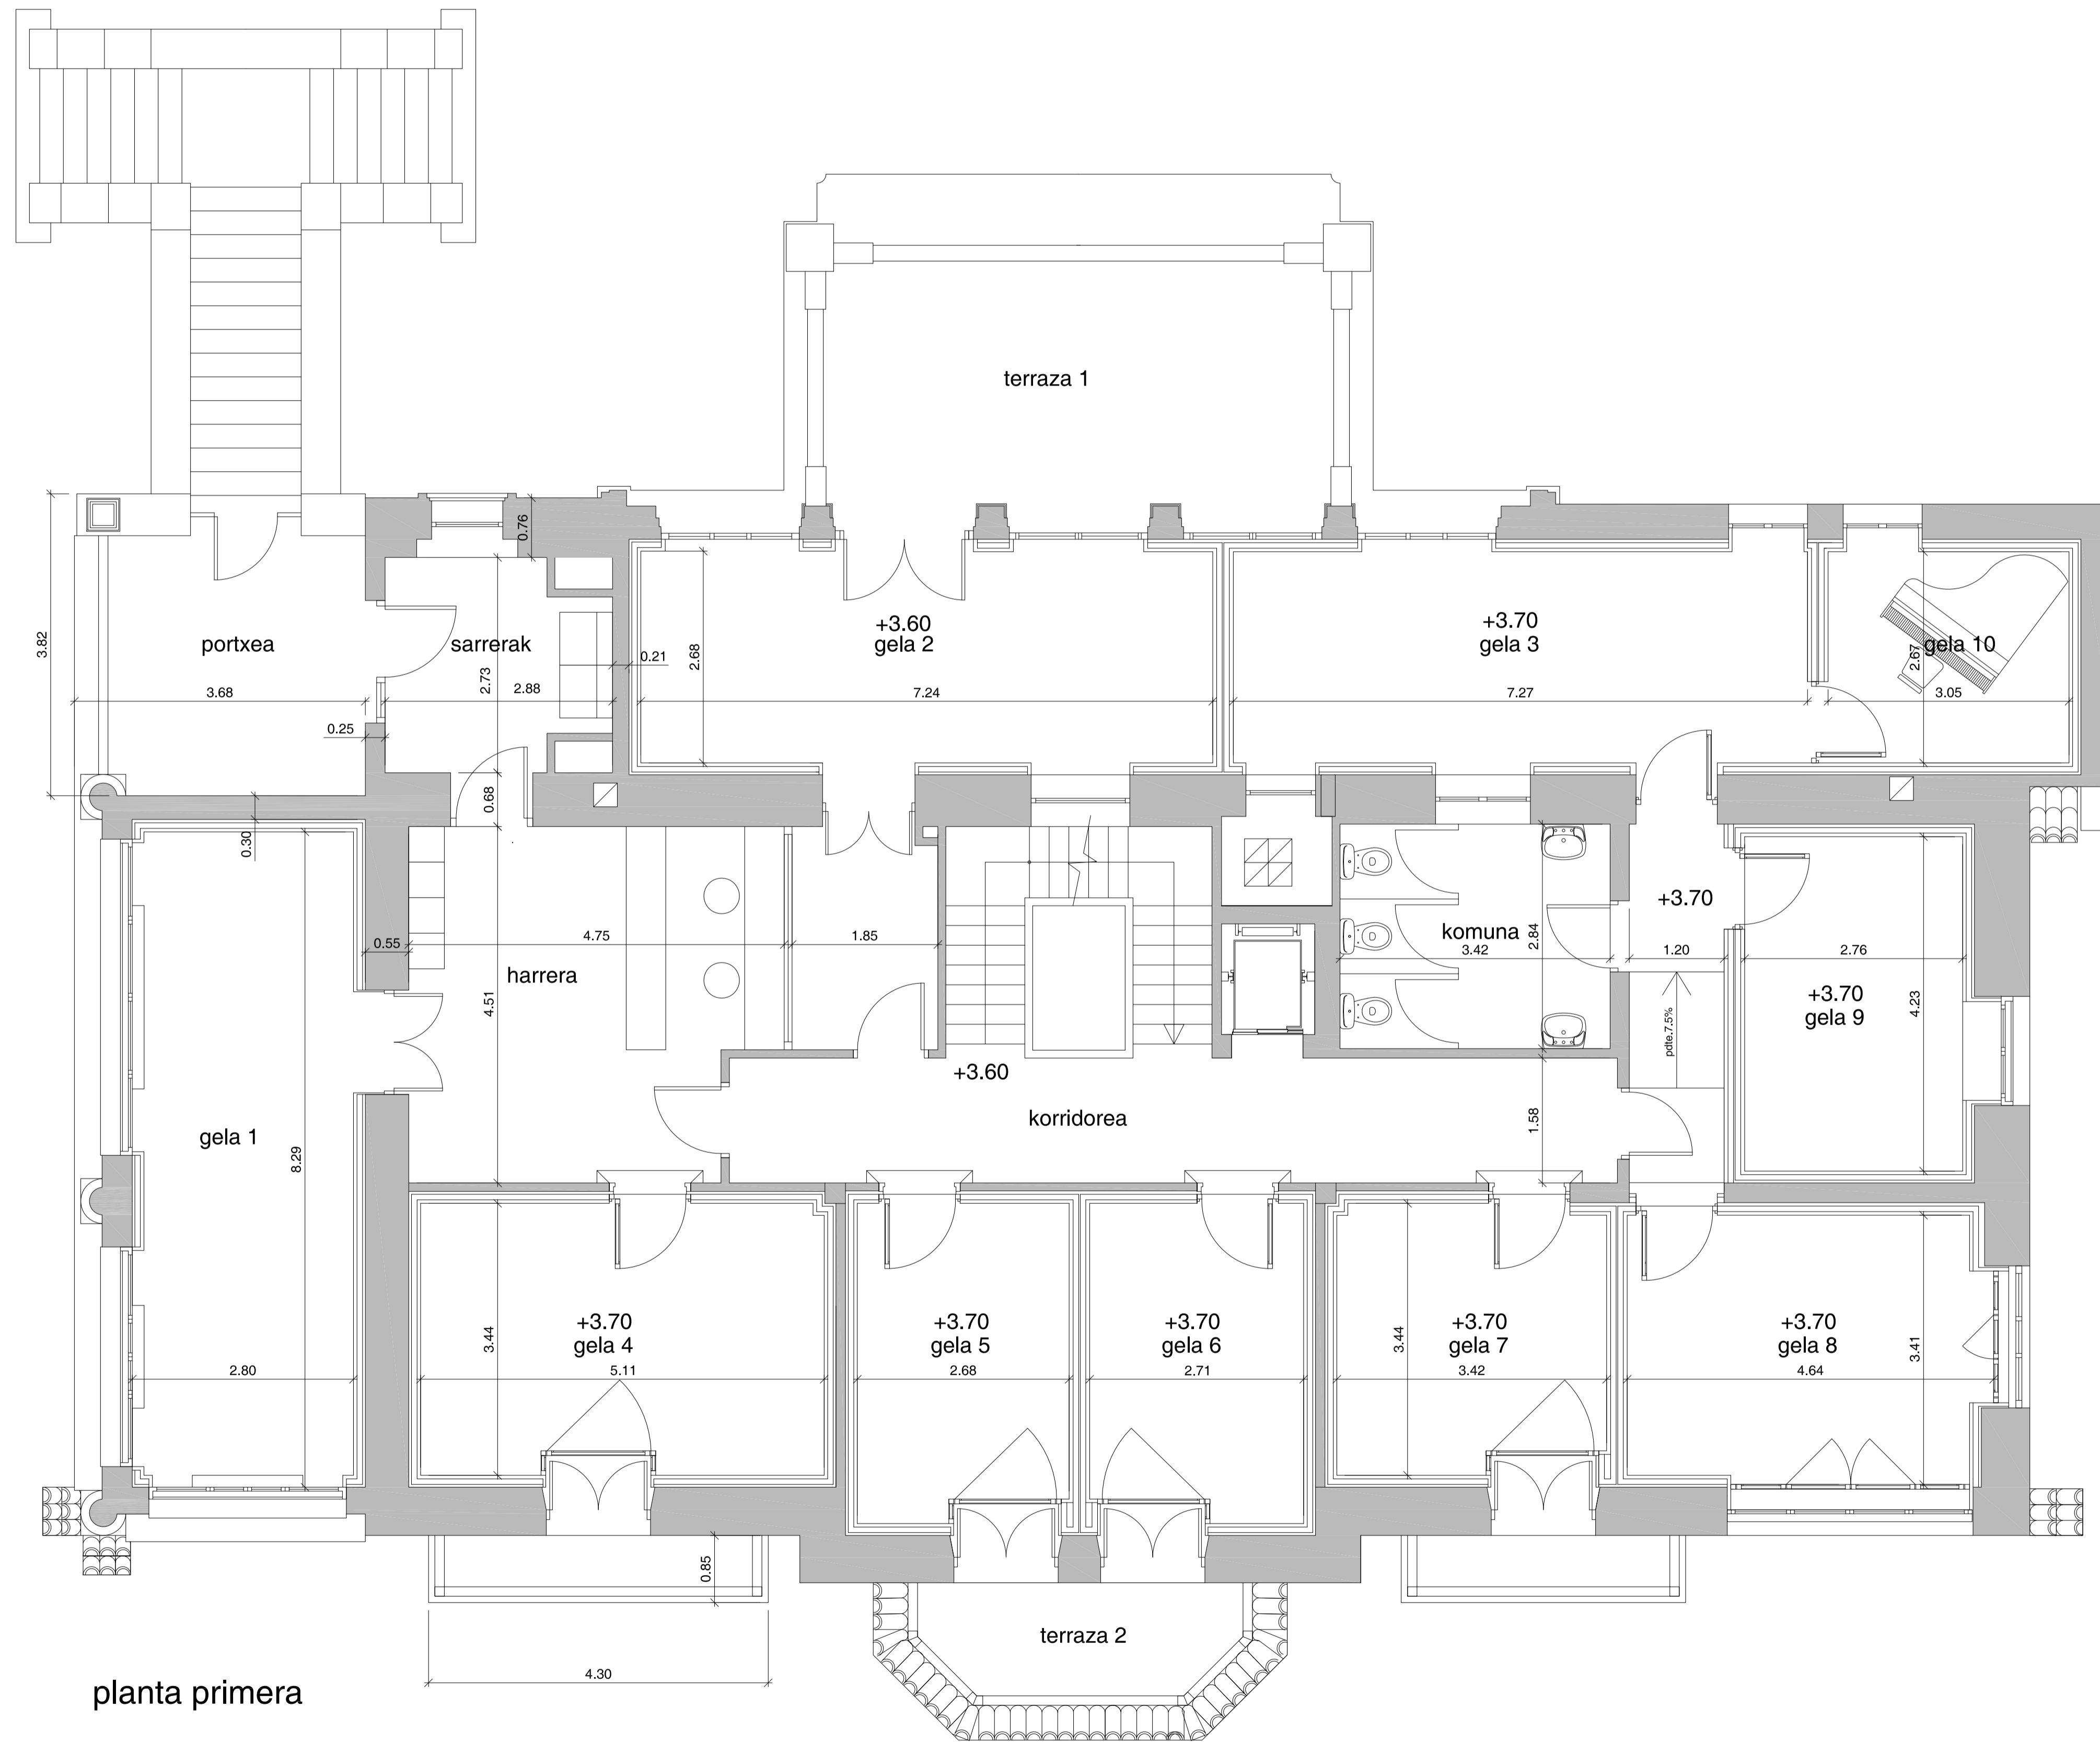 terraza 1
0.76
3.82
portxea
3.68
0.25
sarrerak
2.73
2.88
0.21
2.68
+3.60
gela 2
7.24
+3.70
gela 3
7.27
gela 10
2.67
3.05
0.68
0.30
0.55
4.75
1.85
harrera
4.51
komuna
3.42
2.84
+3.70
1.20
pdte.7.5%
2.76
+3.70
gela 9
4.23
+3.60
korridorea
1.58
gela 1
8.29
2.80
+3.70
gela 4
3.44
5.11
+3.70
gela 5
2.68
+3.70
gela 6
2.71
+3.70
gela 7
3.44
3.42
+3.70
gela 8
3.41
4.64
0.85
4.30
terraza 2
planta primera